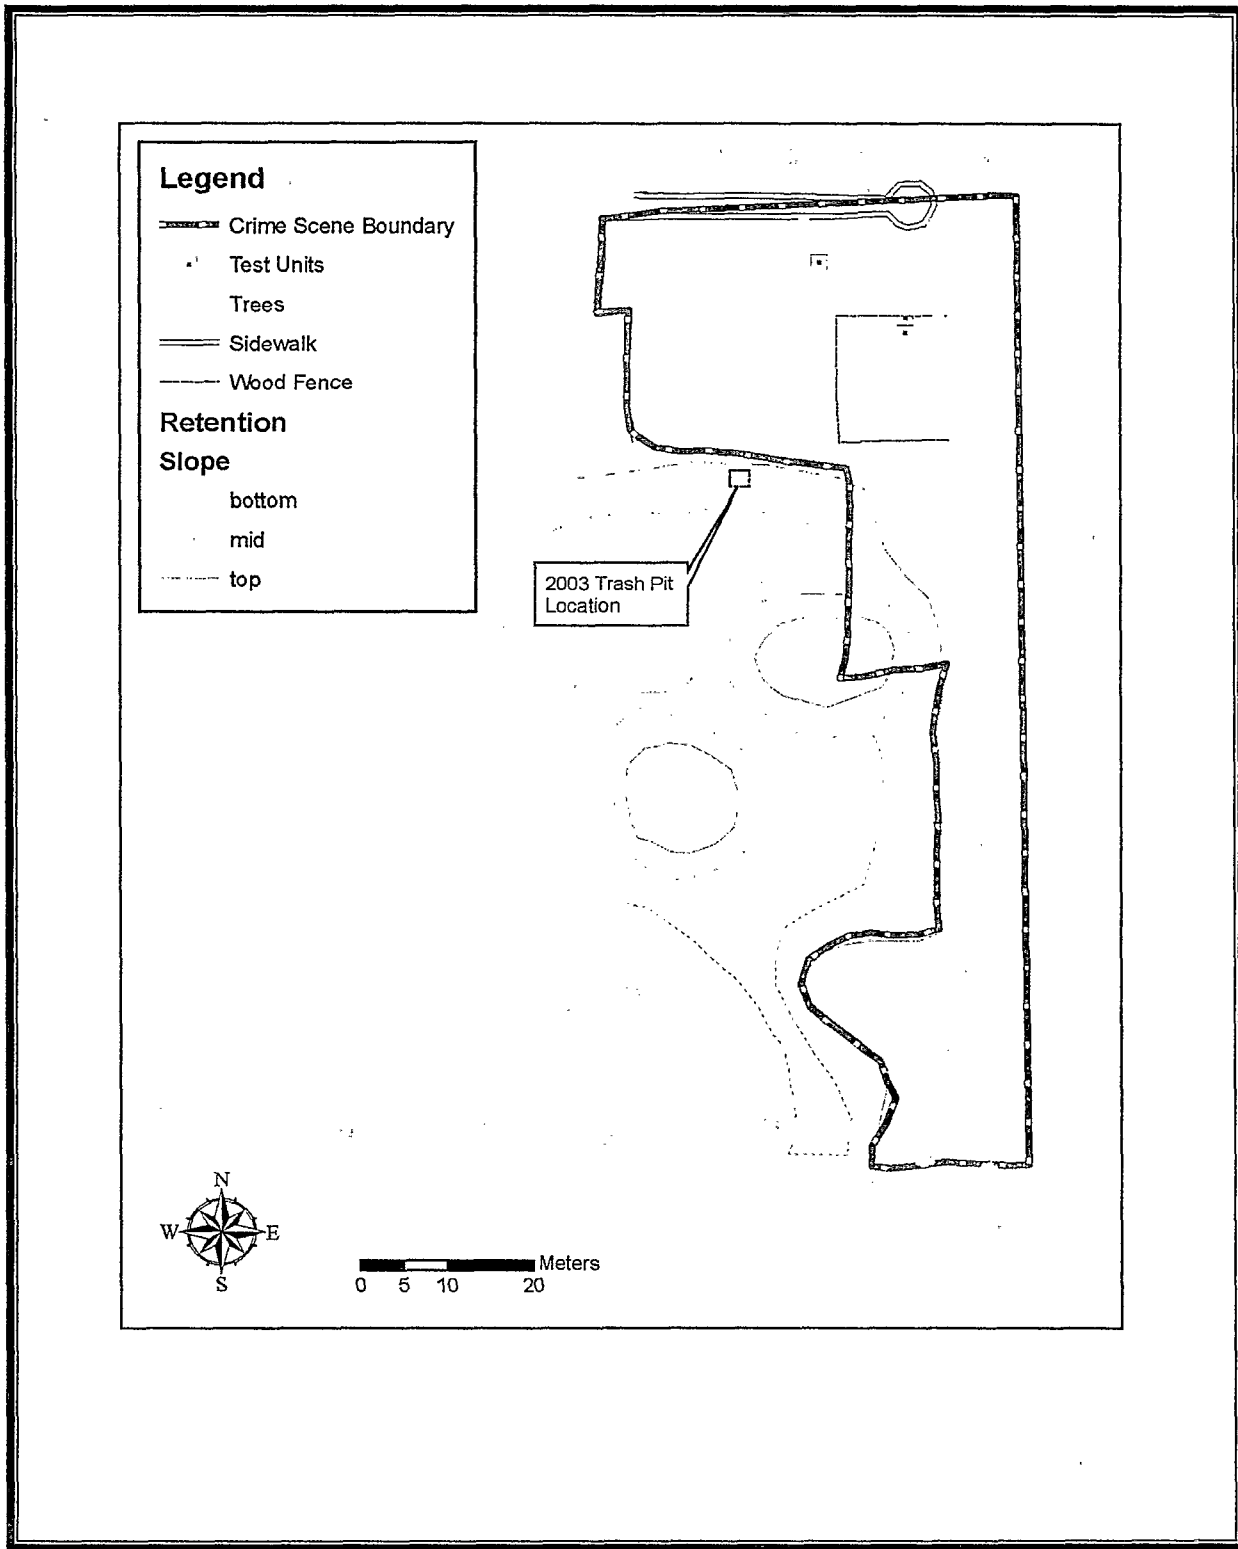 Legend
Crime Scene Boundary
Test Units
Trees
Sidewalk
Wood Fence
Retention
Slope
bottom
mid
top
2003 Trash Pit
Location
N
W E
S
Meters
0 5 10 20